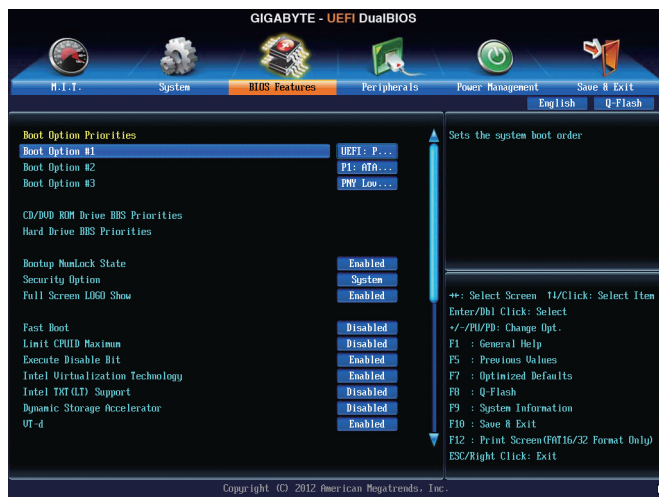 GIGABYTE - UEFI DualBIOS
M.I.T. System BIOS Features Peripherals Power Management Save & Exit
English Q-Flash
Boot Option Priorities
Boot Option #1 UEFI: P...
Boot Option #2 P1: ATA...
Boot Option #3 PNY Lov...
CD/DVD ROM Drive BBS Priorities
Hard Drive BBS Priorities
Bootup NumLock State Enabled
Security Option System
Full Screen LOGO Show Enabled
Fast Boot Disabled
Limit CPUID Maximum Disabled
Execute Disable Bit Enabled
Intel Virtualization Technology Enabled
Intel TXT(LT) Support Disabled
Dynamic Storage Accelerator Disabled
VT-d Enabled
Sets the system boot order
→←: Select Screen ↑↓/Click: Select Item
Enter/Dbl Click: Select
+/-/PU/PD: Change Opt.
F1 : General Help
F5 : Previous Values
F7 : Optimized Defaults
F8 : Q-Flash
F9 : System Information
F10 : Save & Exit
F12 : Print Screen(FAT16/32 Format Only)
ESC/Right Click: Exit
Copyright (C) 2012 American Megatrends, Inc.